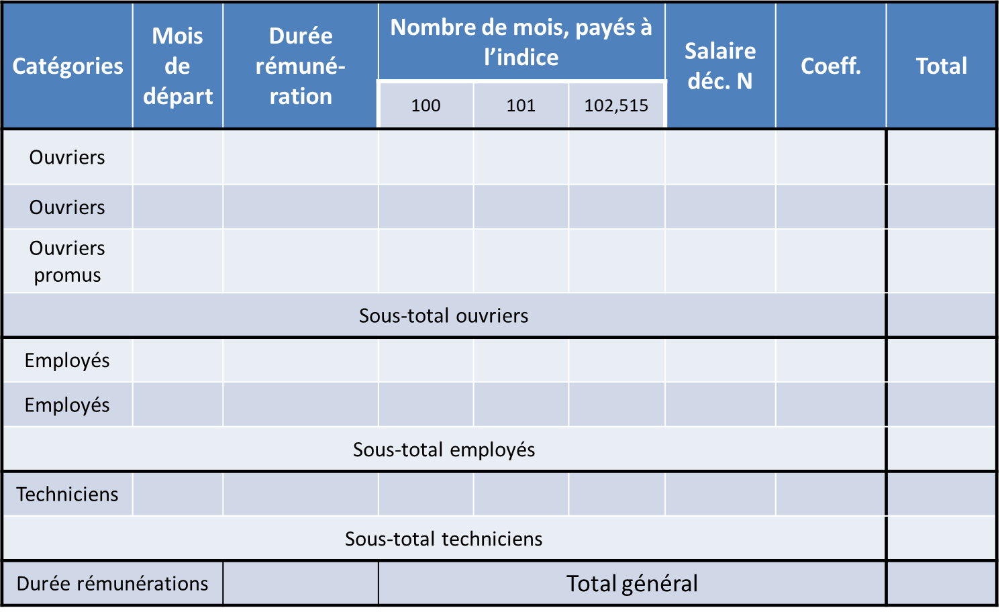 Catégories
Mois
de
départ
Durée
rémuné-
ration
Nombre de mois, payés à
l’indice
100
101
102,515
Salaire
déc. N
Coeff.
Total
Ouvriers
Ouvriers
Ouvriers
promus
Sous-total ouvriers
Employés
Employés
Sous-total employés
Techniciens
Sous-total techniciens
Durée rémunérations
Total général